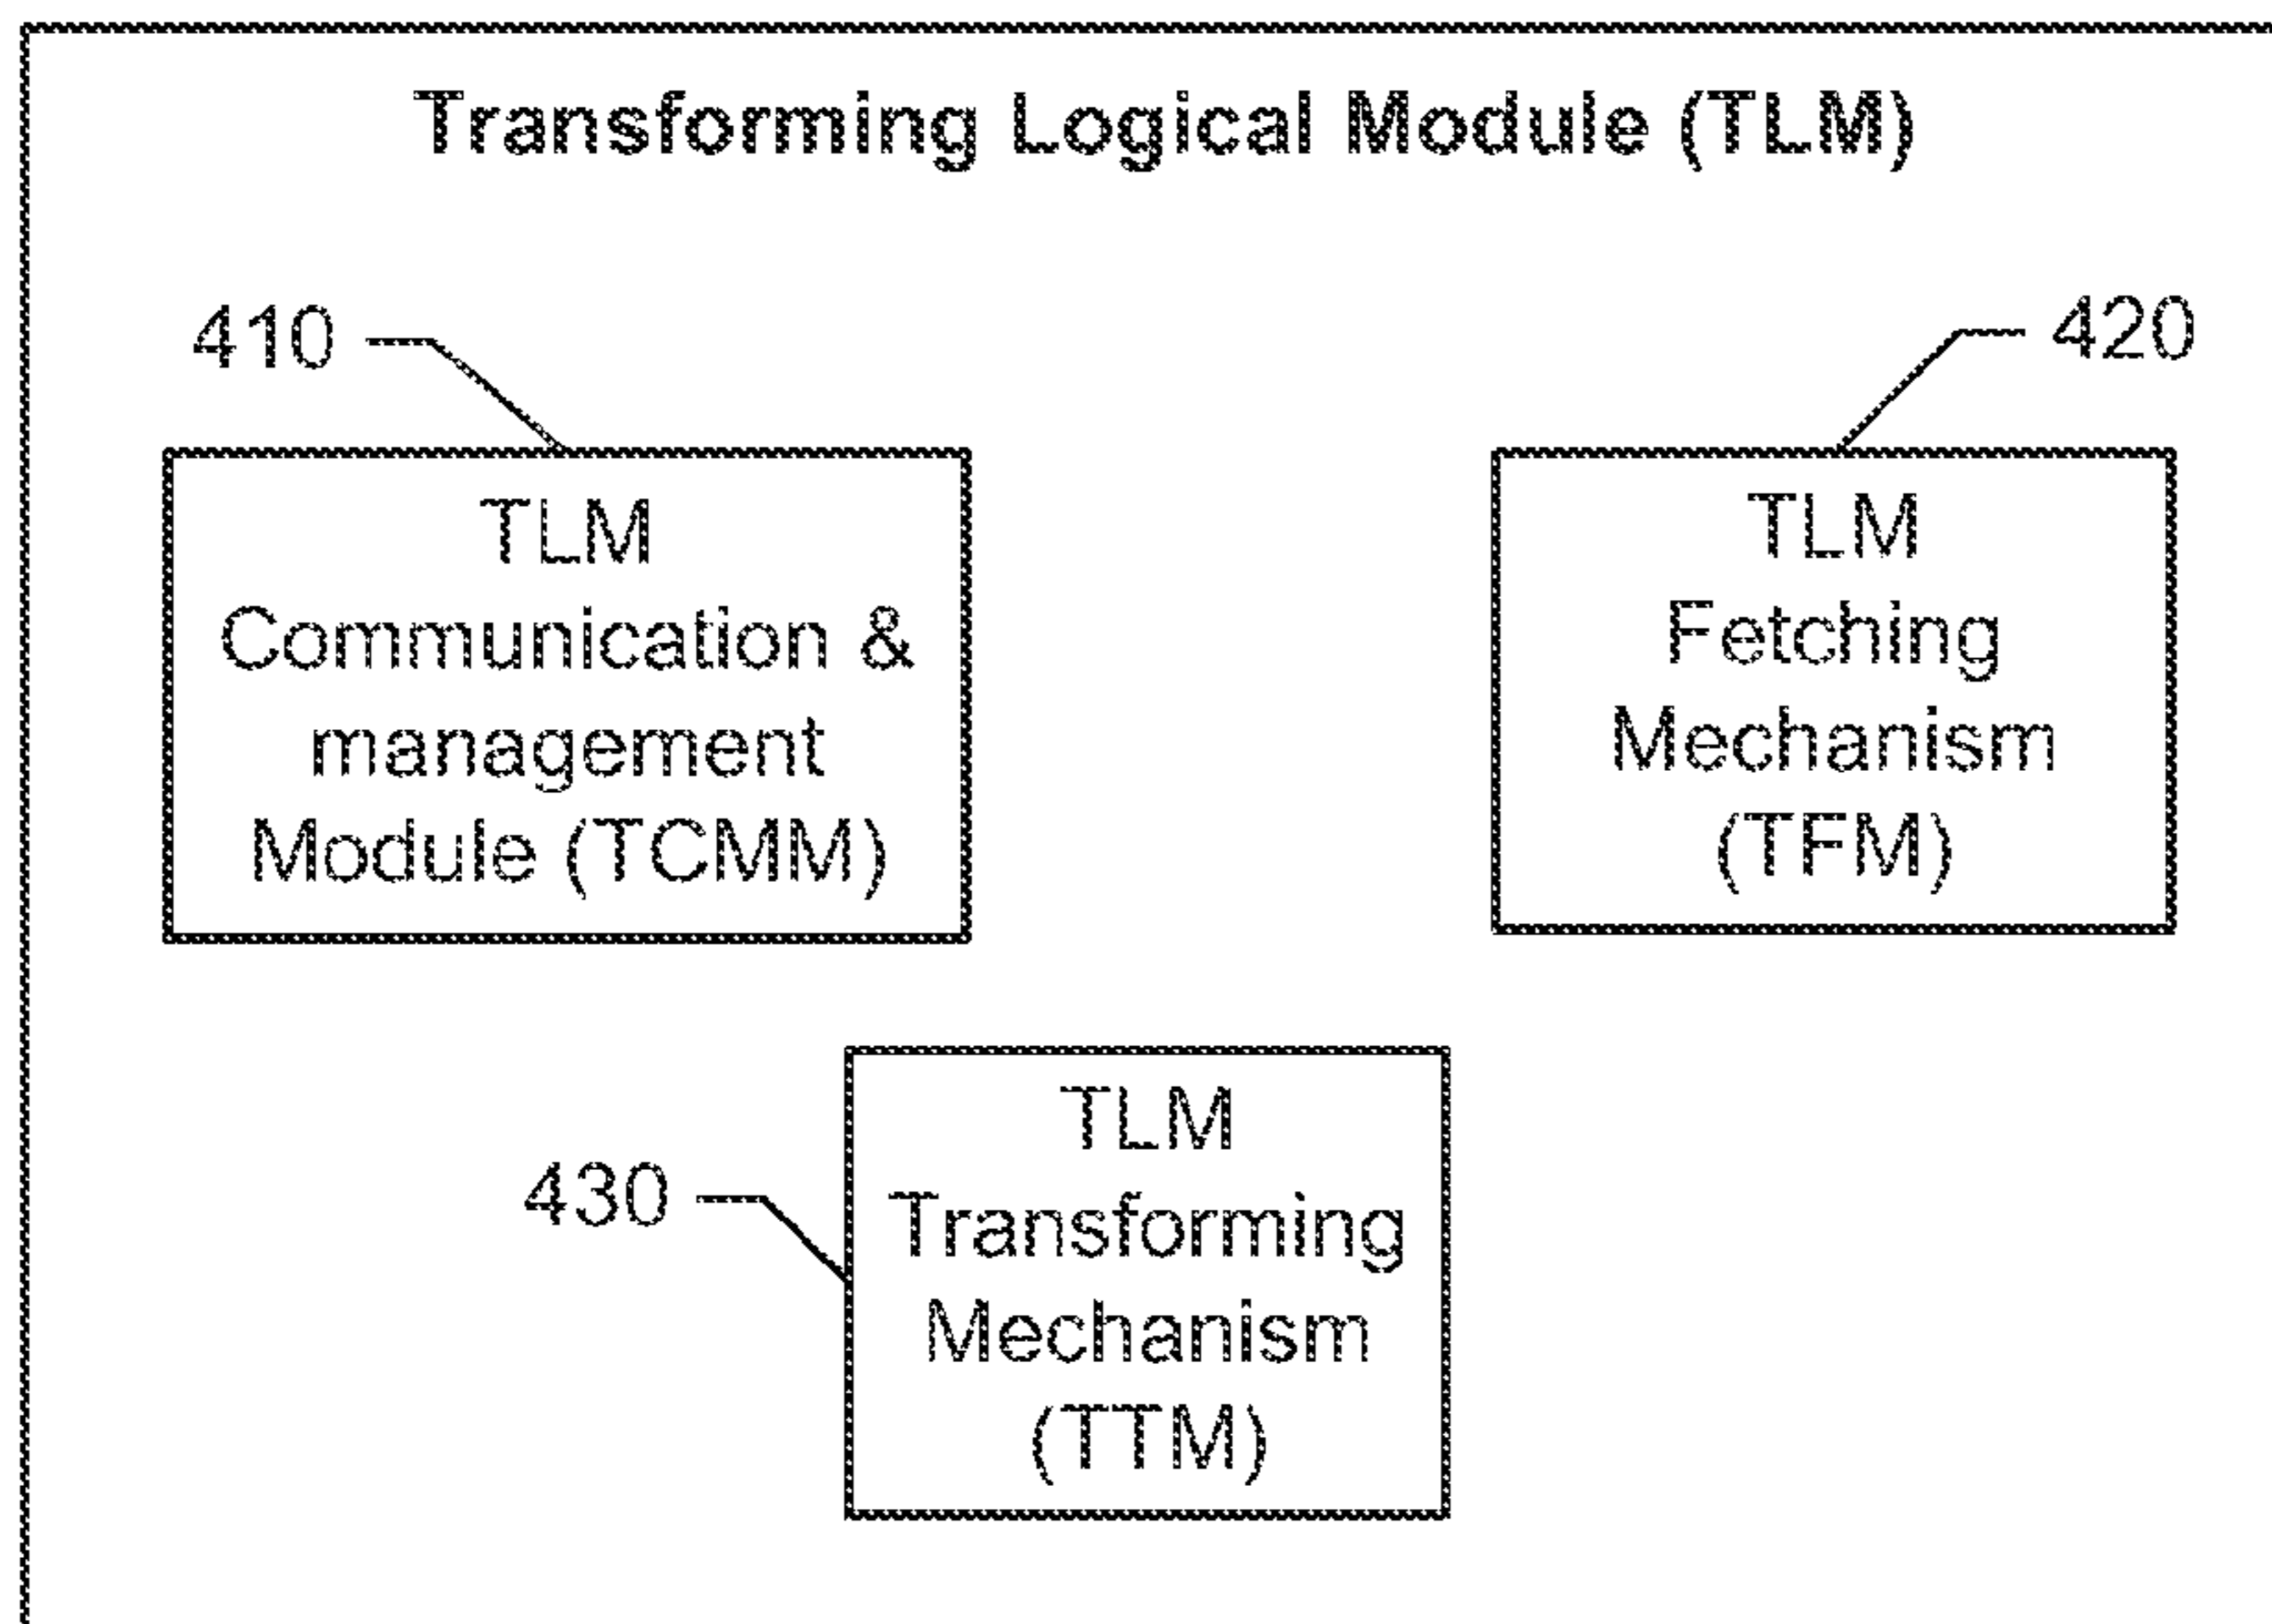 Transforming Logical Module (TLM)
410
420
TLM
Communication &
management
Module (TCMM)
TLM
Fetching
Mechanism
(TFM)
430
TLM
Transforming
Mechanism
(TTM)